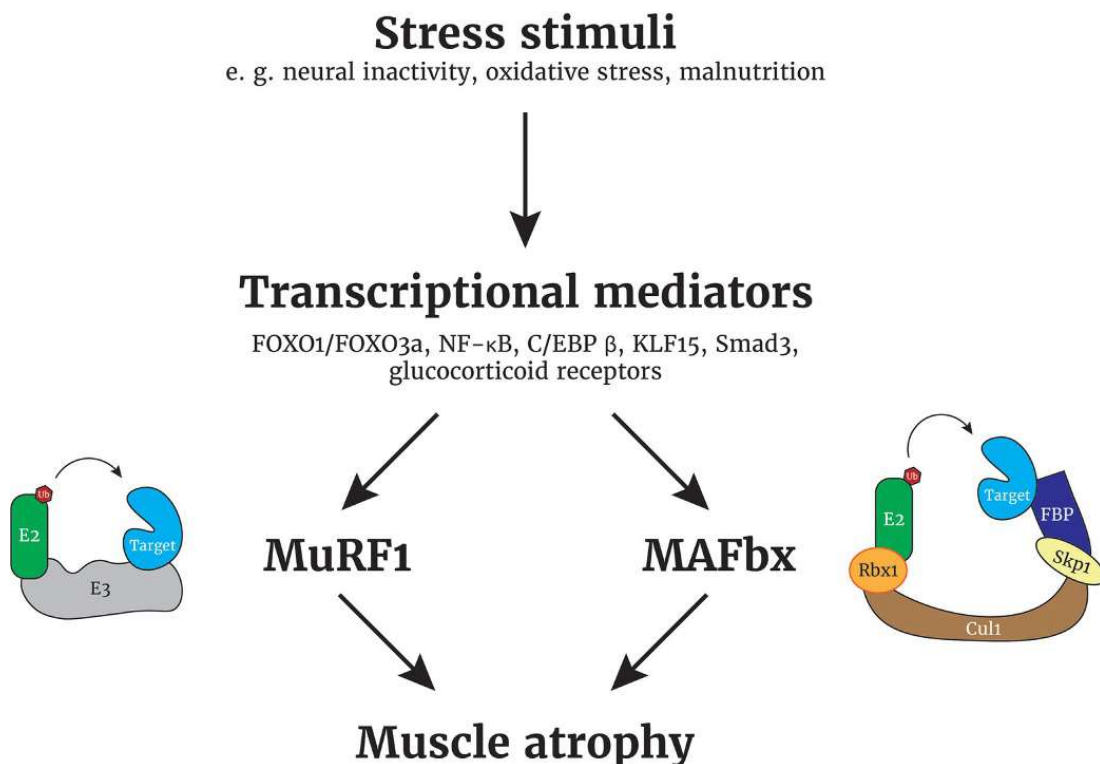 Stress stimuli
e. g. neural inactivity, oxidative stress, malnutrition
Transcriptional mediators
FOXO1/FOXO3a, NF-κB, C/EBP β, KLF15, Smad3,
glucocorticoid receptors
Ub
E2
Target
E3
MuRF1
MAFbx
Ub
E2
Target
FBP
Rbx1
Skp1
Cul1
Muscle atrophy